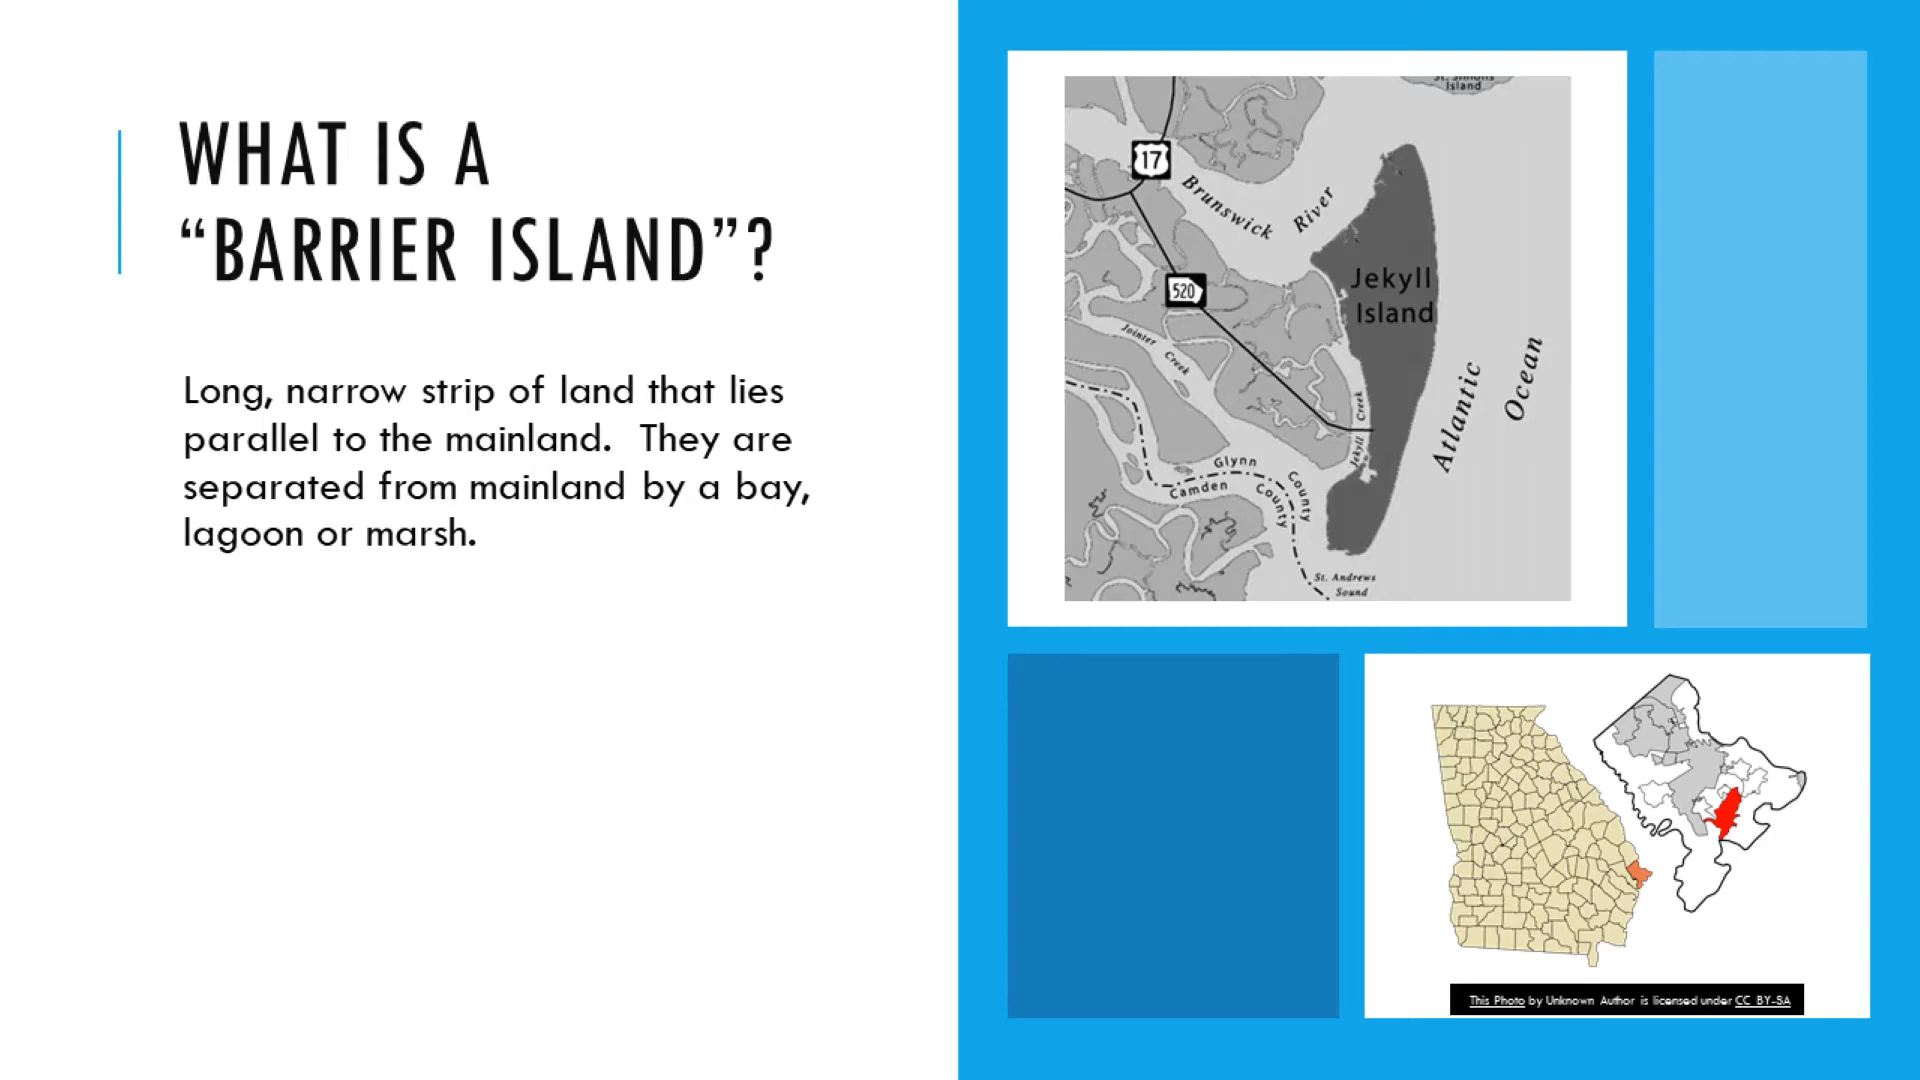 WHAT IS A
“BARRIER ISLAND”?
Long, narrow strip of land that lies
parallel to the mainland. They are
separated from mainland by a bay,
lagoon or marsh.
St. Simons
Island
17
Brunswick River
Jekyll
Island
520
Jointer Creek
Atlantic Ocean
Jekyll Creek
Glynn County
Camden County
St. Andrews
Sound
This Photo by Unknown Author is licensed under CC BY-SA